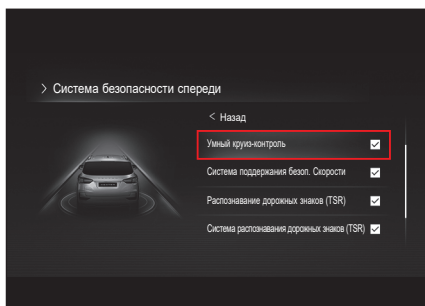 > Система безопасности спереди
< Назад
Умный круиз-контроль
Система поддержания безоп. Скорости
Распознавание дорожных знаков (TSR)
Система распознавания дорожных знаков (TSR)